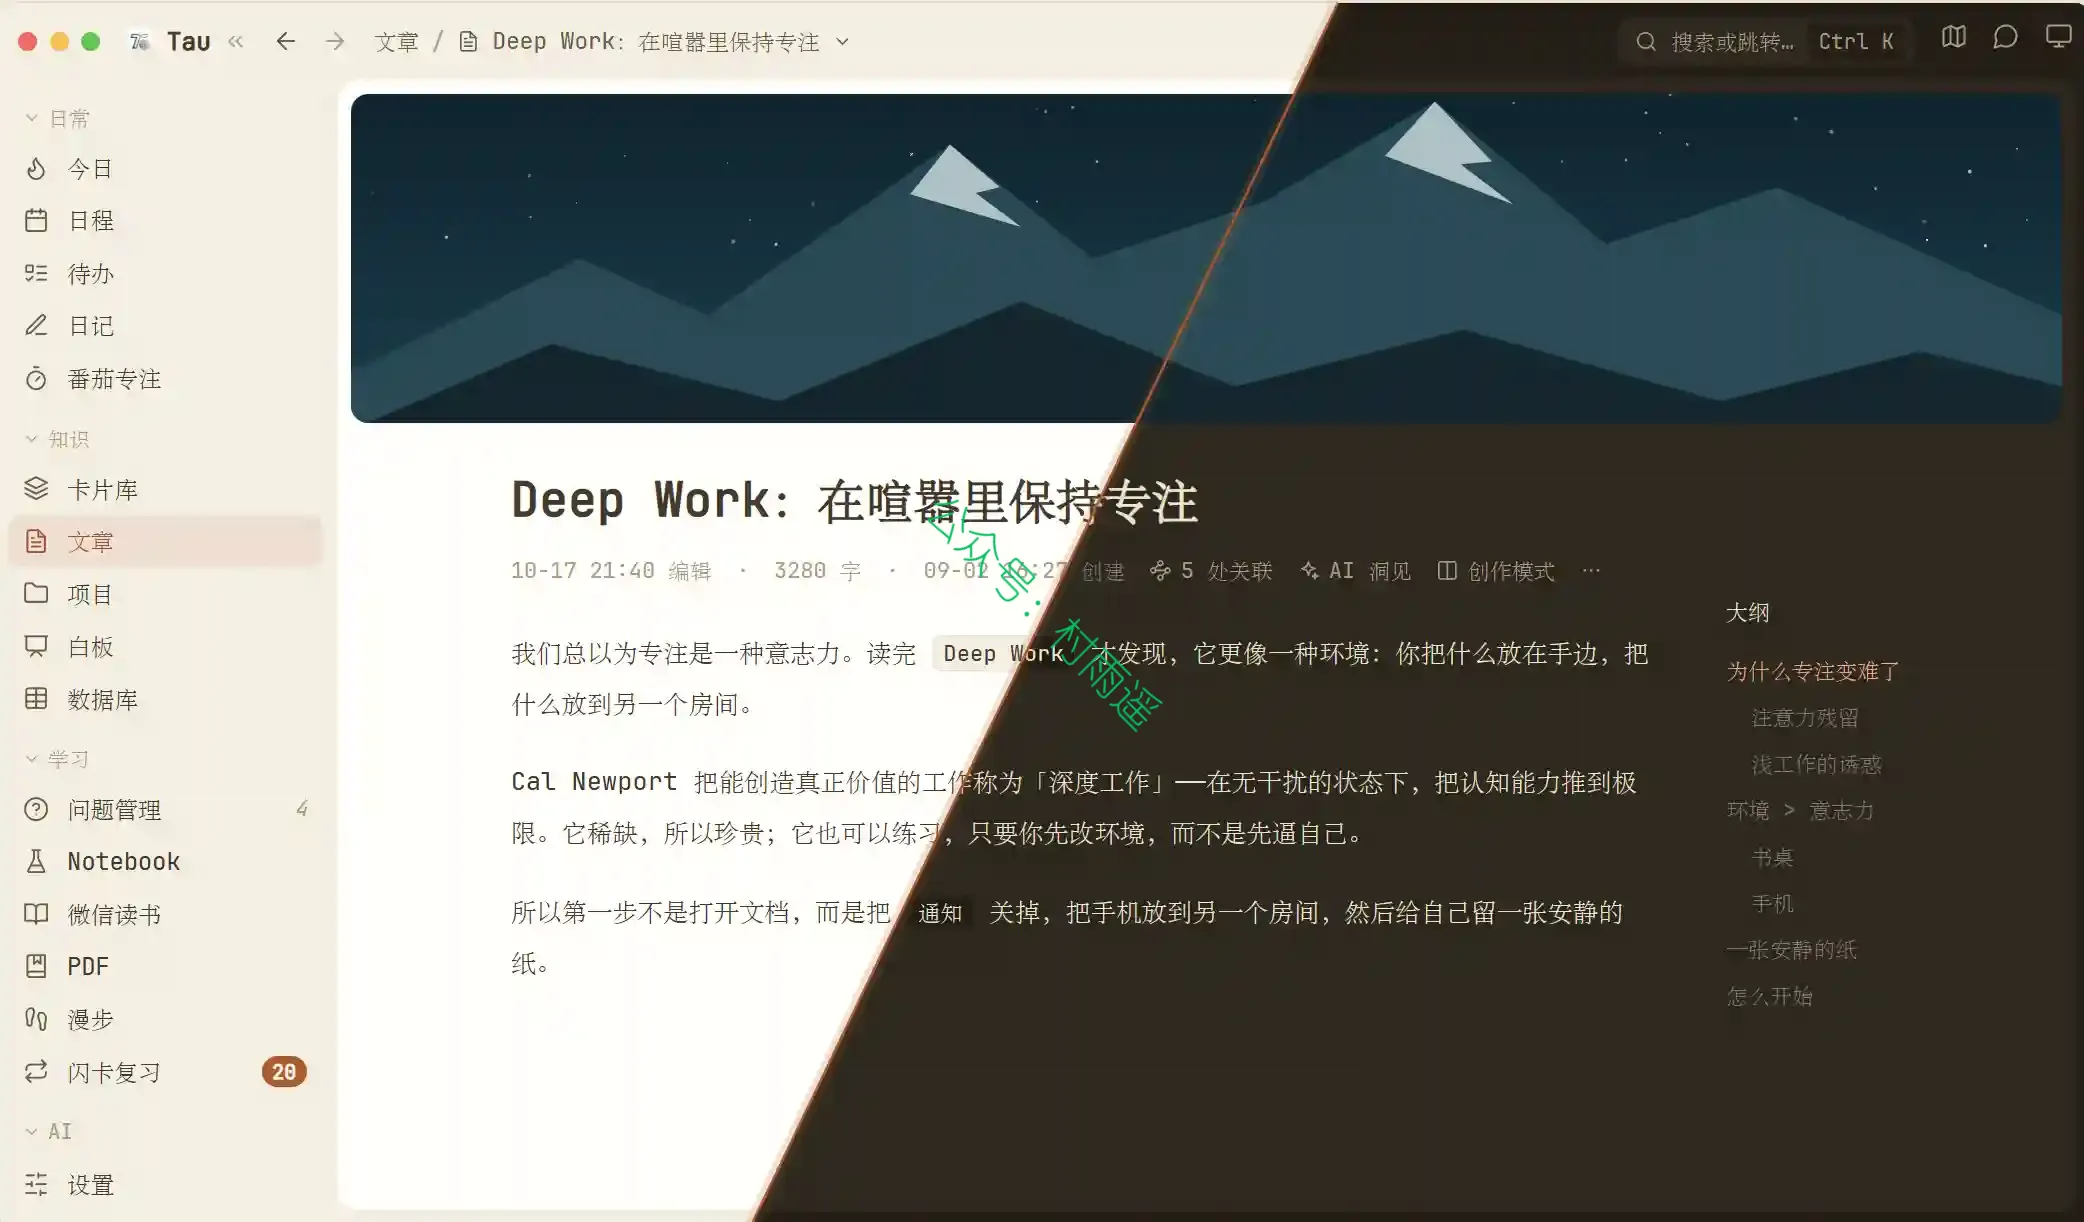 Tau
文章 / Deep Work: 在喧嚣里保持专注
搜索或跳转… Ctrl K
日常
今日
日程
待办
日记
番茄专注
知识
卡片库
文章
项目
白板
数据库
学习
问题管理 4
Notebook
微信读书
PDF
漫步
闪卡复习 20
AI
设置
Deep Work: 在喧嚣里保持专注
10-17 21:40 编辑 · 3280 字 · 09-02 16:27 创建 5 处关联 AI 洞见 创作模式 …
我们总以为专注是一种意志力。读完 Deep Work 才发现，它更像一种环境：你把什么放在手边，把
什么放到另一个房间。
Cal Newport 把能创造真正价值的工作称为「深度工作」——在无干扰的状态下，把认知能力推到极
限。它稀缺，所以珍贵；它也可以练习，只要你先改环境，而不是先逼自己。
所以第一步不是打开文档，而是把 通知 关掉，把手机放到另一个房间，然后给自己留一张安静的
纸。
大纲
为什么专注变难了
注意力残留
浅工作的诱惑
环境 > 意志力
书桌
手机
一张安静的纸
怎么开始
公众号：村雨遥